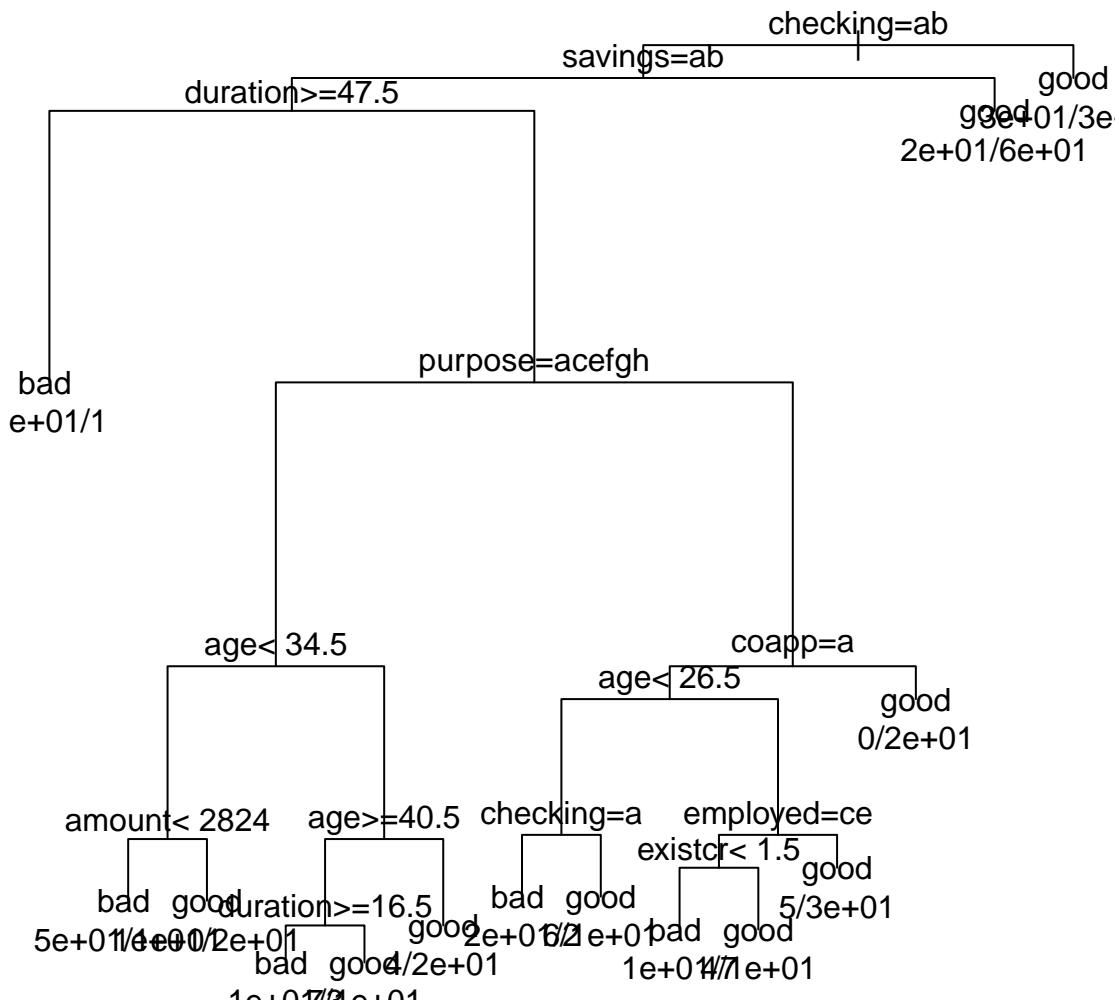 checking=ab
savings=ab
good
3e+01/3e
duration>=47.5
good
2e+01/6e+01
purpose=acefgh
bad
e+01/1
age< 34.5
coapp=a
age< 26.5
good
0/2e+01
amount< 2824
age>=40.5
checking=a
employed=ce
existcr< 1.5
good
5/3e+01
bad
good
duration>=16.5
good
4/2e+01
bad
good
bad
good
bad
good